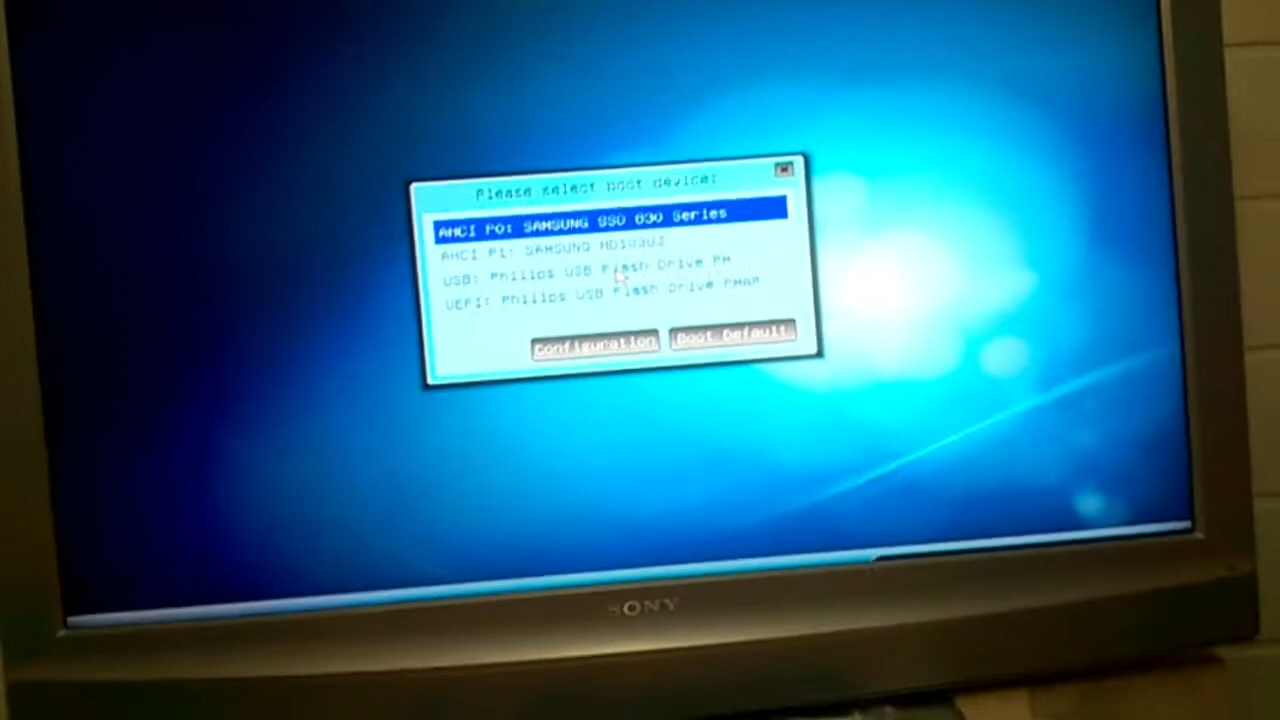 Please select boot device:
AHCI P0: SAMSUNG SSD 830 Series
AHCI P1: SAMSUNG HD103UJ
USB: Philips USB Flash Drive PM
UEFI: Philips USB Flash Drive PMAP
Configuration Boot Default
SONY